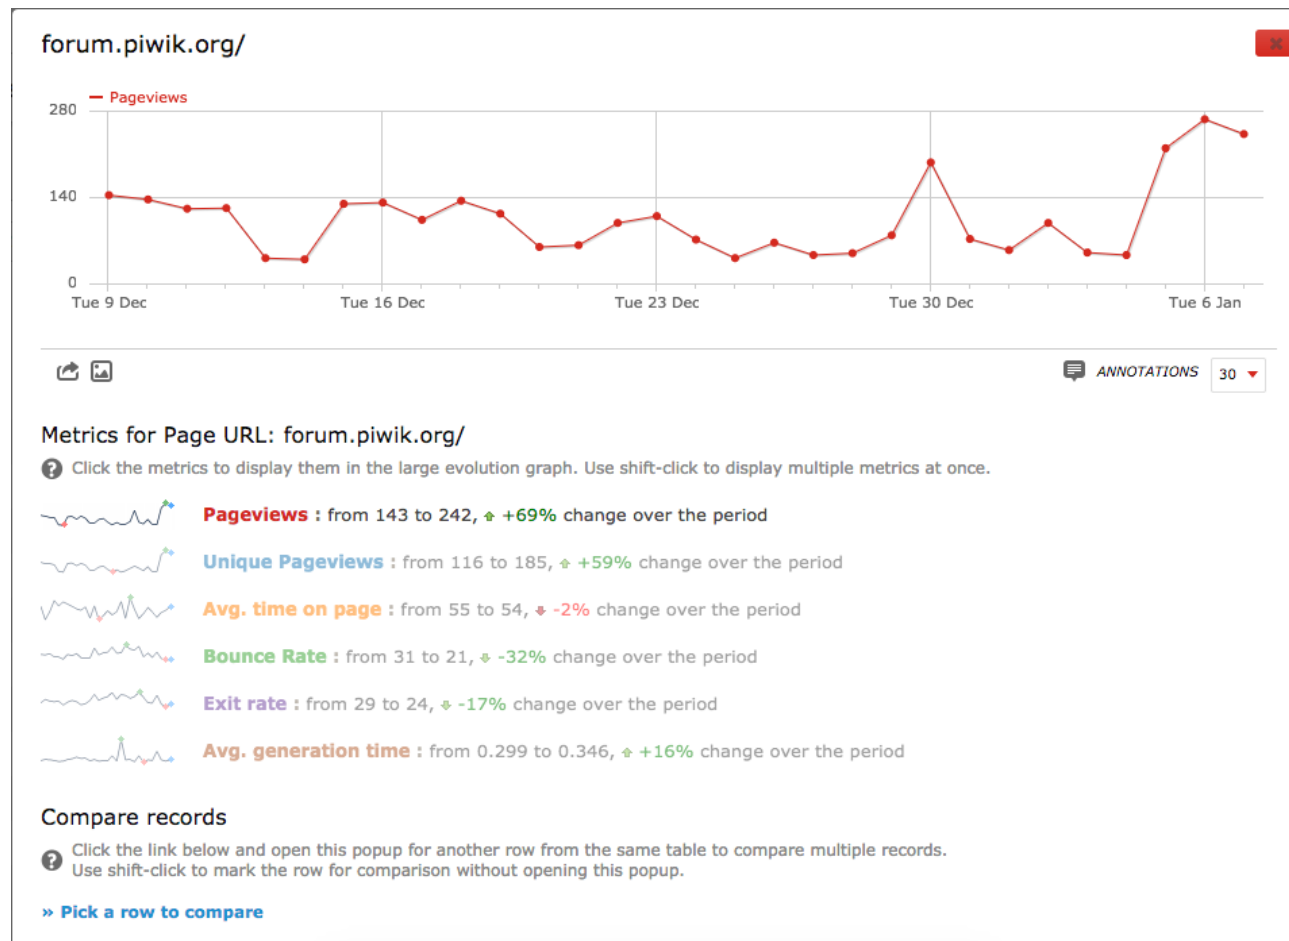 forum.piwik.org/
Pageviews
280
140
0
Tue 9 Dec Tue 16 Dec Tue 23 Dec Tue 30 Dec Tue 6 Jan
ANNOTATIONS 30
Metrics for Page URL: forum.piwik.org/
Click the metrics to display them in the large evolution graph. Use shift-click to display multiple metrics at once.
Pageviews : from 143 to 242, +69% change over the period
Unique Pageviews : from 116 to 185, +59% change over the period
Avg. time on page : from 55 to 54, -2% change over the period
Bounce Rate : from 31 to 21, -32% change over the period
Exit rate : from 29 to 24, -17% change over the period
Avg. generation time : from 0.299 to 0.346, +16% change over the period
Compare records
Click the link below and open this popup for another row from the same table to compare multiple records.
Use shift-click to mark the row for comparison without opening this popup.
» Pick a row to compare